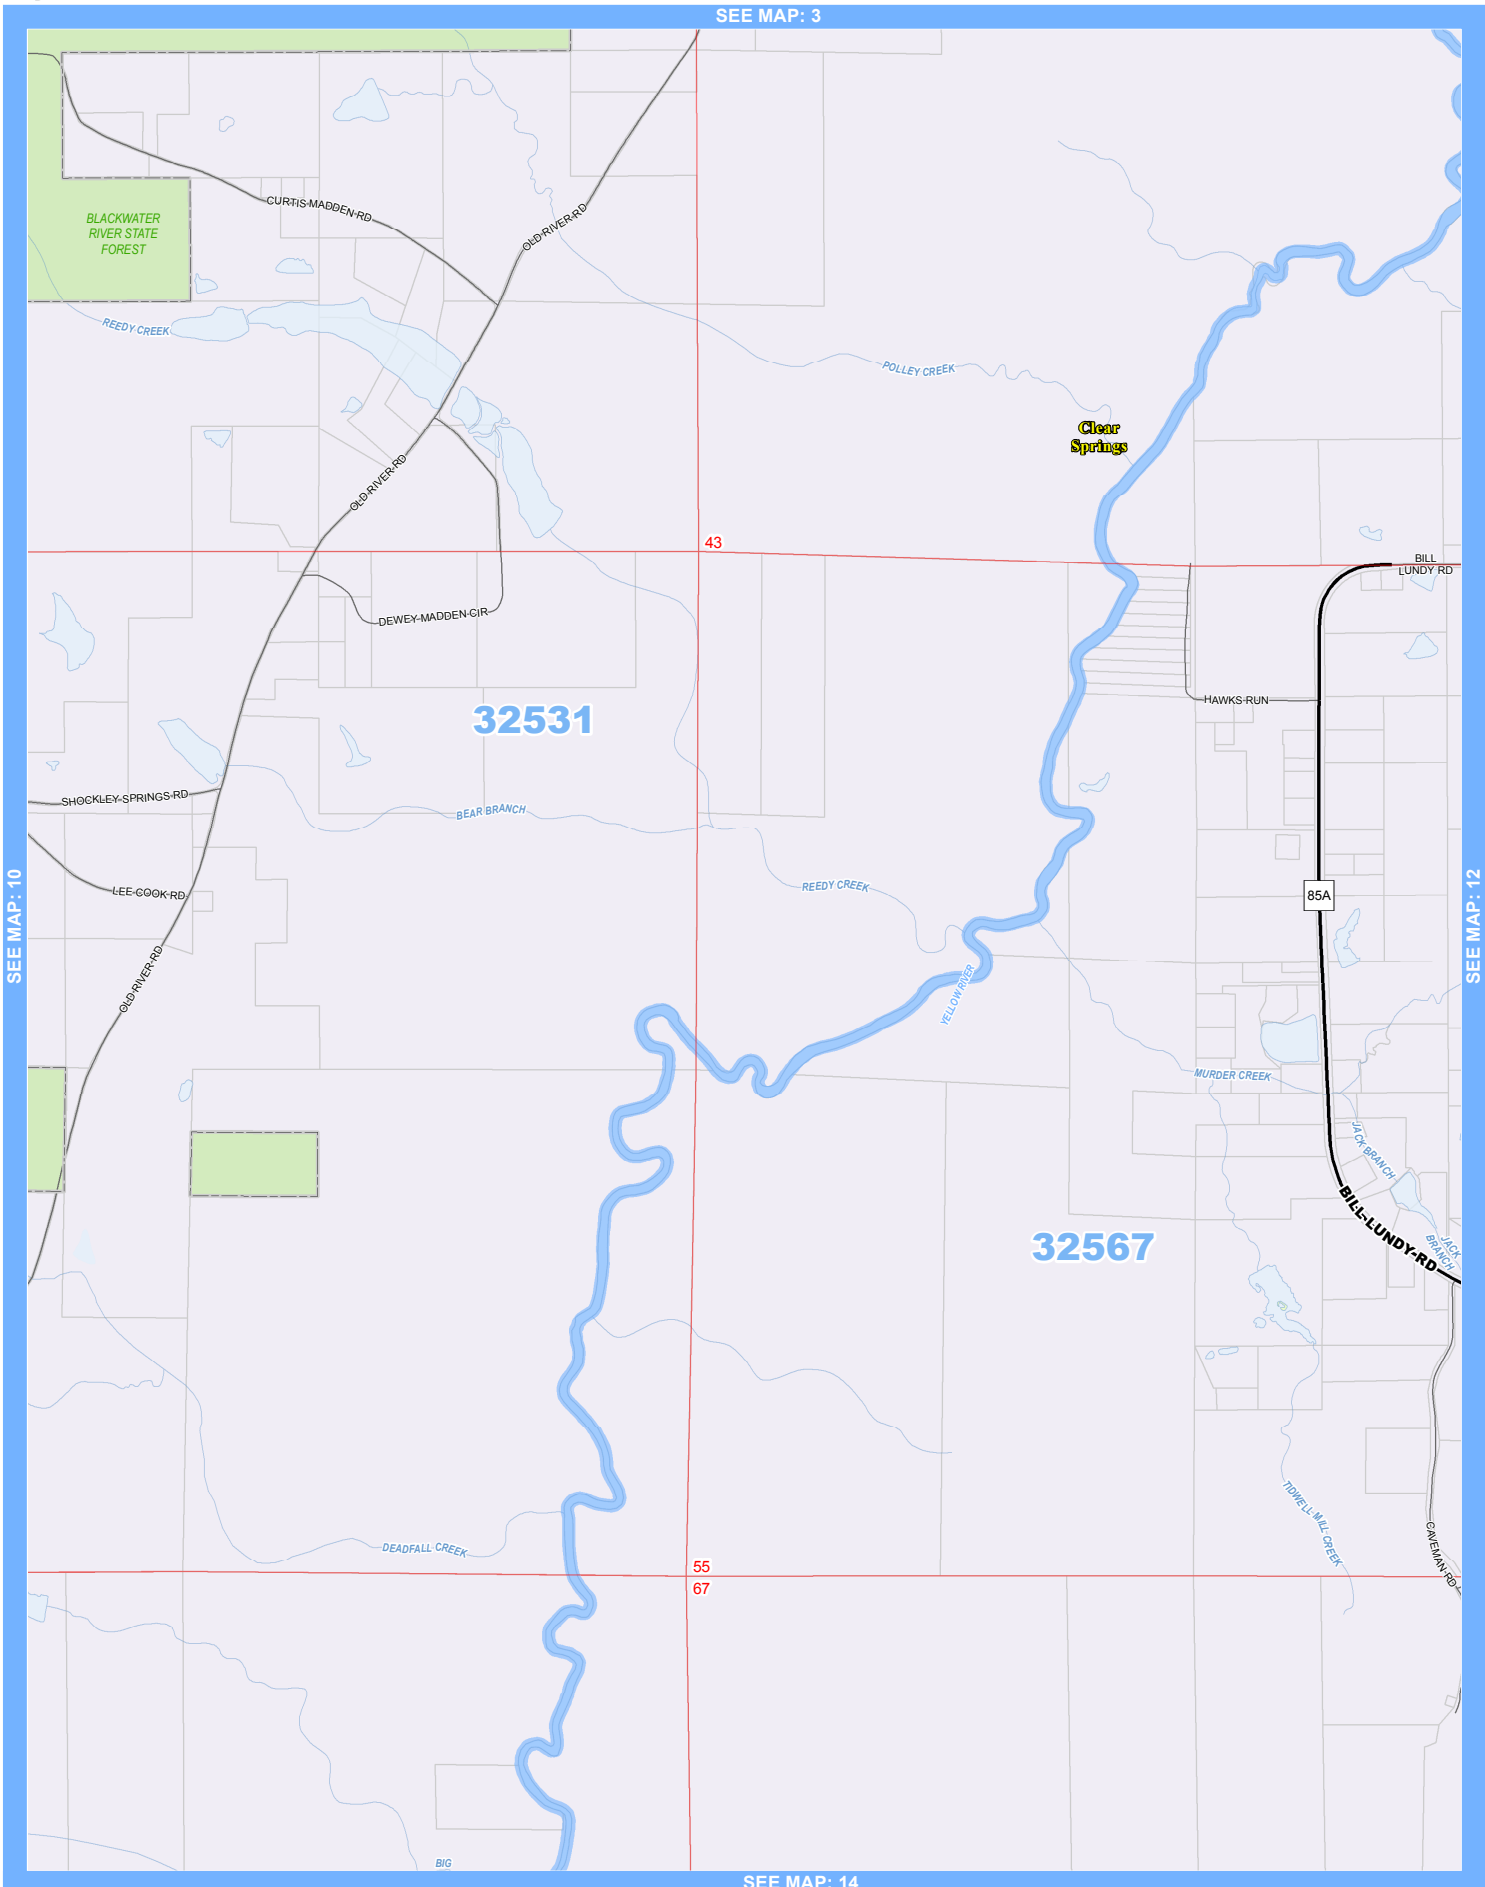 SEE MAP: 3
BLACKWATER
RIVER STATE
FOREST
CURTIS MADDEN RD
OLD RIVER RD
REEDY CREEK
POLLEY CREEK
Clear
Springs
OLD RIVER RD
43
BILL
LUNDY RD
DEWEY MADDEN CIR
HAWKS RUN
32531
SHOCKLEY SPRINGS RD
BEAR BRANCH
LEE COOK RD
REEDY CREEK
85A
SEE MAP: 10
SEE MAP: 12
OLD RIVER RD
YELLOW RIVER
MURDER CREEK
JACK BRANCH
BILL LUNDY RD
JACK
BRANCH
32567
TIDWELL MILL CREEK
CAVEMAN RD
DEADFALL CREEK
55
67
BIG
SEE MAP: 14